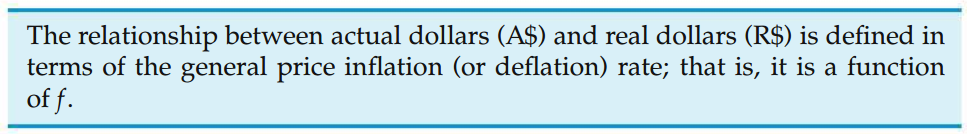 The relationship between actual dollars (A$) and real dollars (R$) is defined in
terms of the general price inflation (or deflation) rate; that is, it is a function
of f.